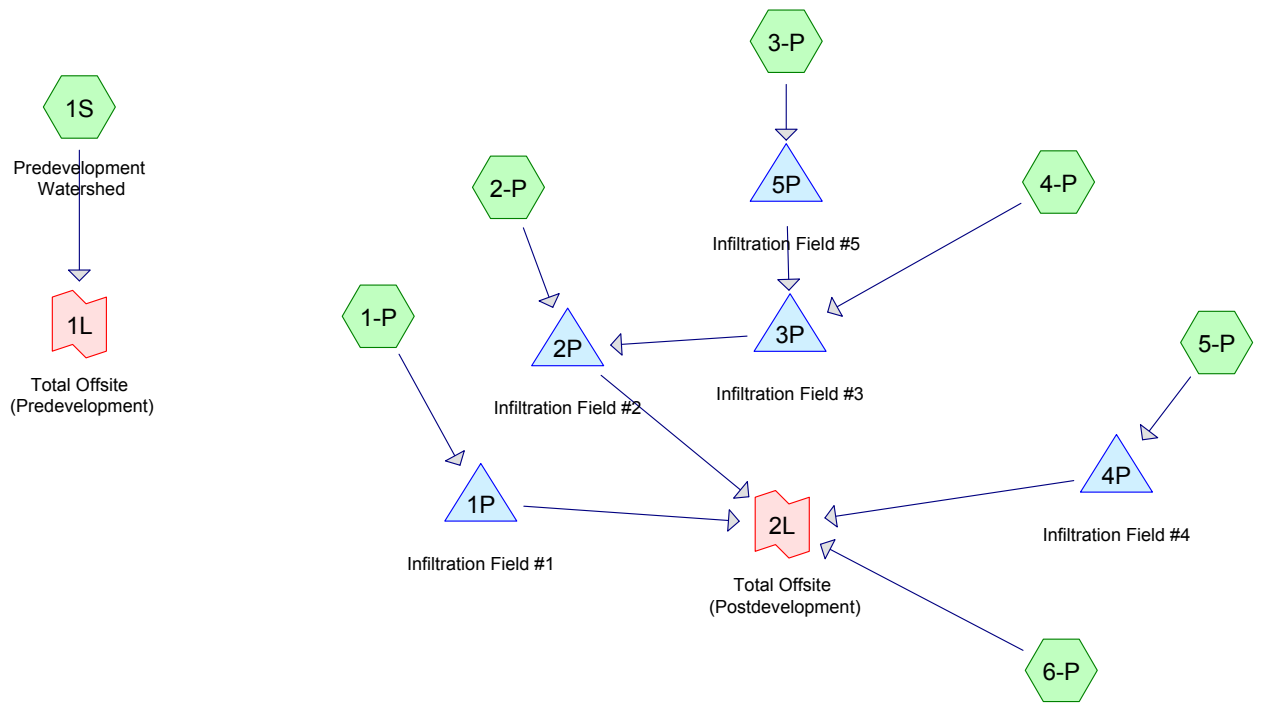 3-P
1S
Predevelopment
Watershed
2-P
5P
4-P
Infiltration Field #5
1L
1-P
2P
3P
5-P
Total Offsite
(Predevelopment)
Infiltration Field #2
Infiltration Field #3
1P
4P
2L
Infiltration Field #4
Infiltration Field #1
Total Offsite
(Postdevelopment)
6-P